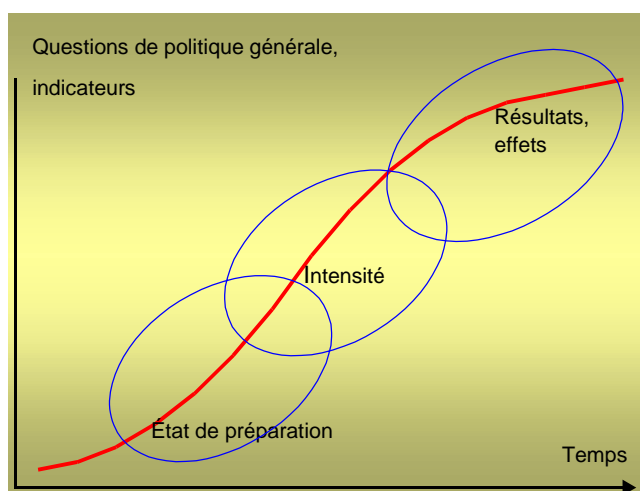 Questions de politique générale,
indicateurs
Résultats,
effets
Intensité
État de préparation
Temps